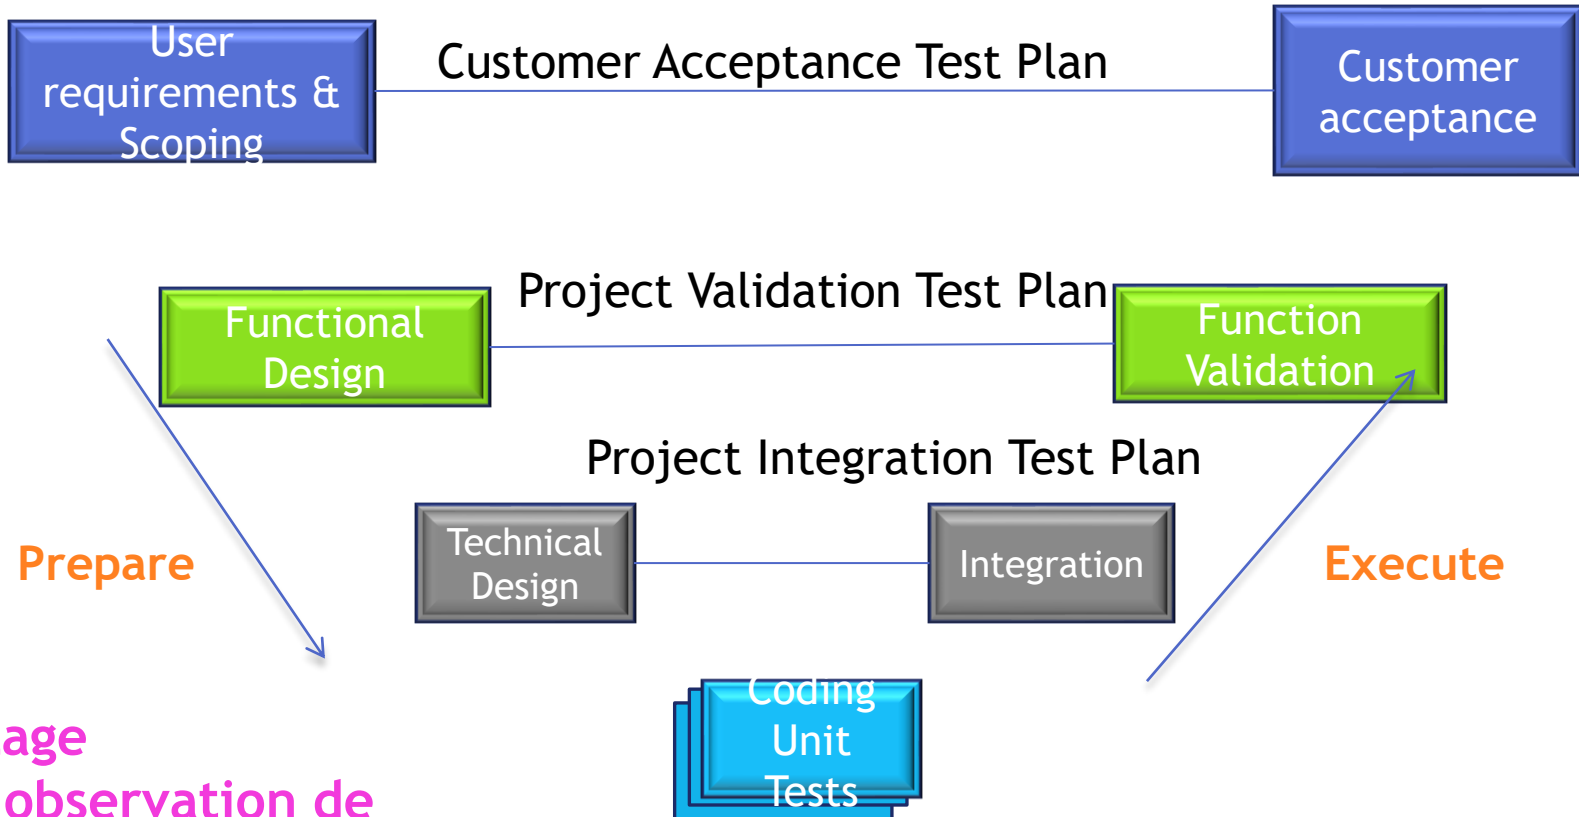 User
requirements &
Scoping
Customer Acceptance Test Plan
Customer
acceptance
Project Validation Test Plan
Functional
Design
Function
Validation
Project Integration Test Plan
Technical
Design
Integration
Prepare
Execute
Coding
Unit
Tests
age
observation de